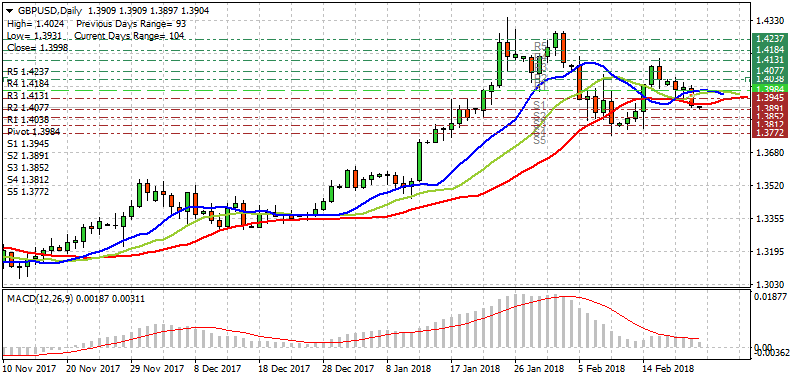 GBPUSD,Daily 1.3909 1.3909 1.3897 1.3904
High= 1.4024 Previous Days Range= 93
Low= 1.3931 Current Days Range= 104
Close= 1.3998
R5 1.4237
R4 1.4184
R3 1.4131
R2 1.4077
R1 1.4038
Pivot 1.3984
S1 1.3945
S2 1.3891
S3 1.3852
S4 1.3812
S5 1.3772
R5
S1
S5
1.4330
1.4237
1.4184
1.4131
1.4077
1.4038
1.3984
1.3945
1.3891
1.3852
1.3812
1.3772
1.3680
1.3520
1.3355
1.3195
1.3030
MACD(12,26,9) 0.00187 0.00311
0.01877
0.00
-0.00362
10 Nov 2017 20 Nov 2017 29 Nov 2017 8 Dec 2017 18 Dec 2017 28 Dec 2017 8 Jan 2018 17 Jan 2018 26 Jan 2018 5 Feb 2018 14 Feb 2018